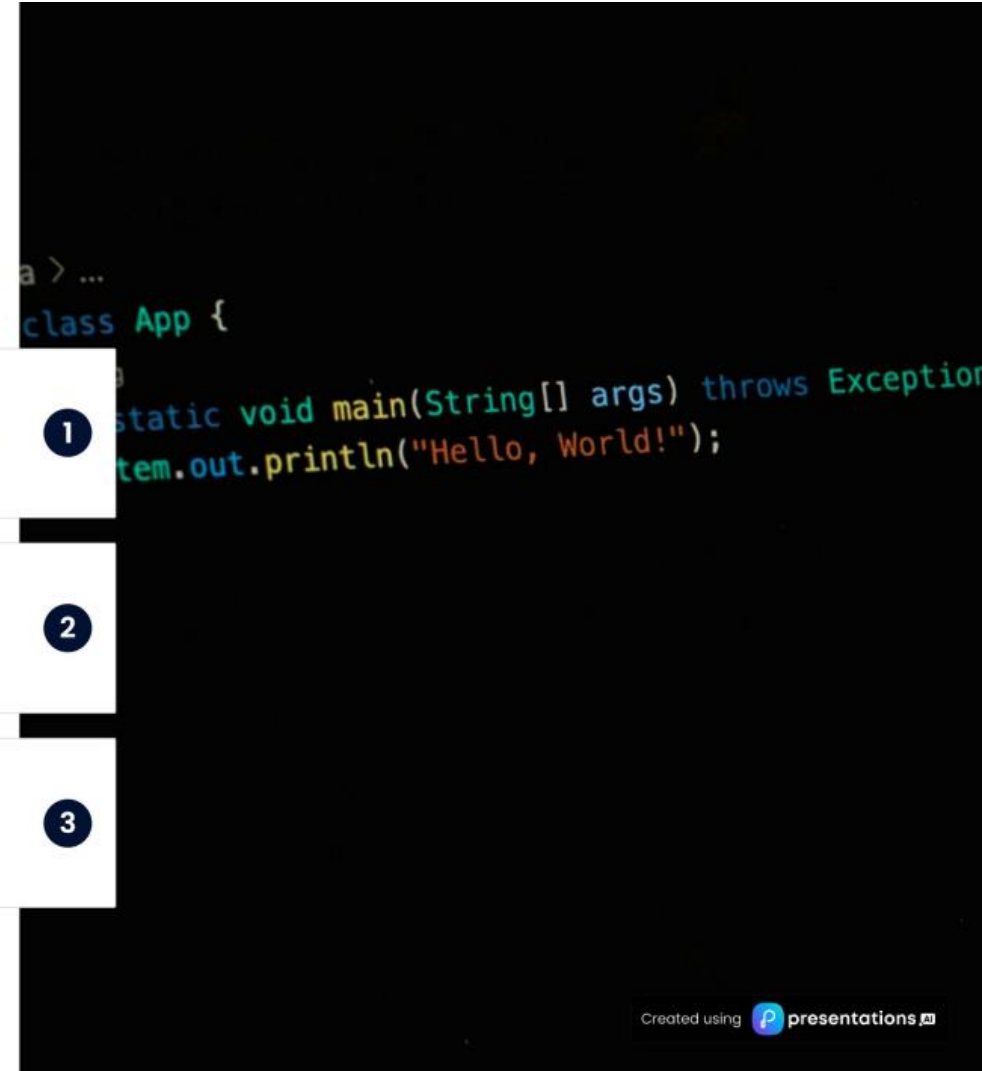 a > ...
class App {
static void main(String[] args) throws Exception
tem.out.println("Hello, World!");
1
2
3
Created using presentations.AI